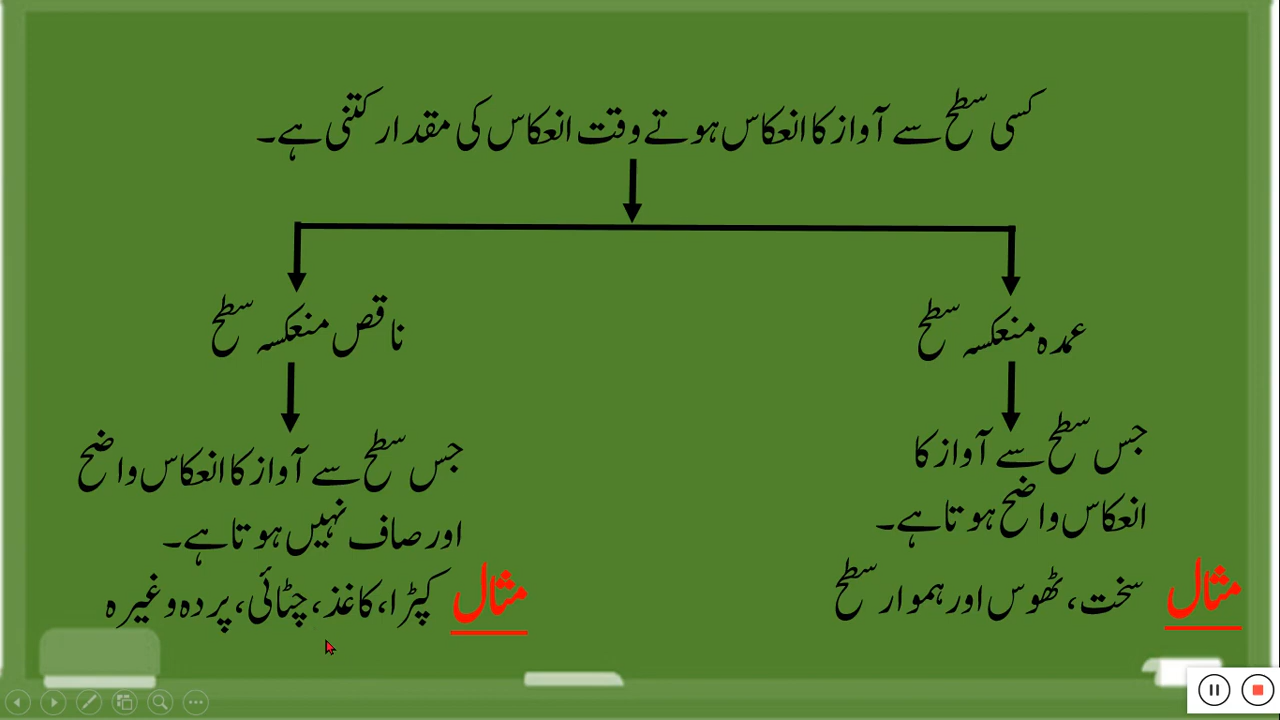 کسی سطح سے آواز کا انعکاس ہوتے وقت انعکاس کی مقدار کتنی ہے۔
عمدہ منعکسہ سطح
جس سطح سے آواز کا
انعکاس واضح ہوتا ہے۔
مثال سخت، ٹھوس اور ہموار سطح
ناقص منعکسہ سطح
جس سطح سے آواز کا انعکاس واضح
اور صاف نہیں ہوتا ہے۔
مثال کپڑا، کاغذ، چٹائی، پردہ وغیرہ